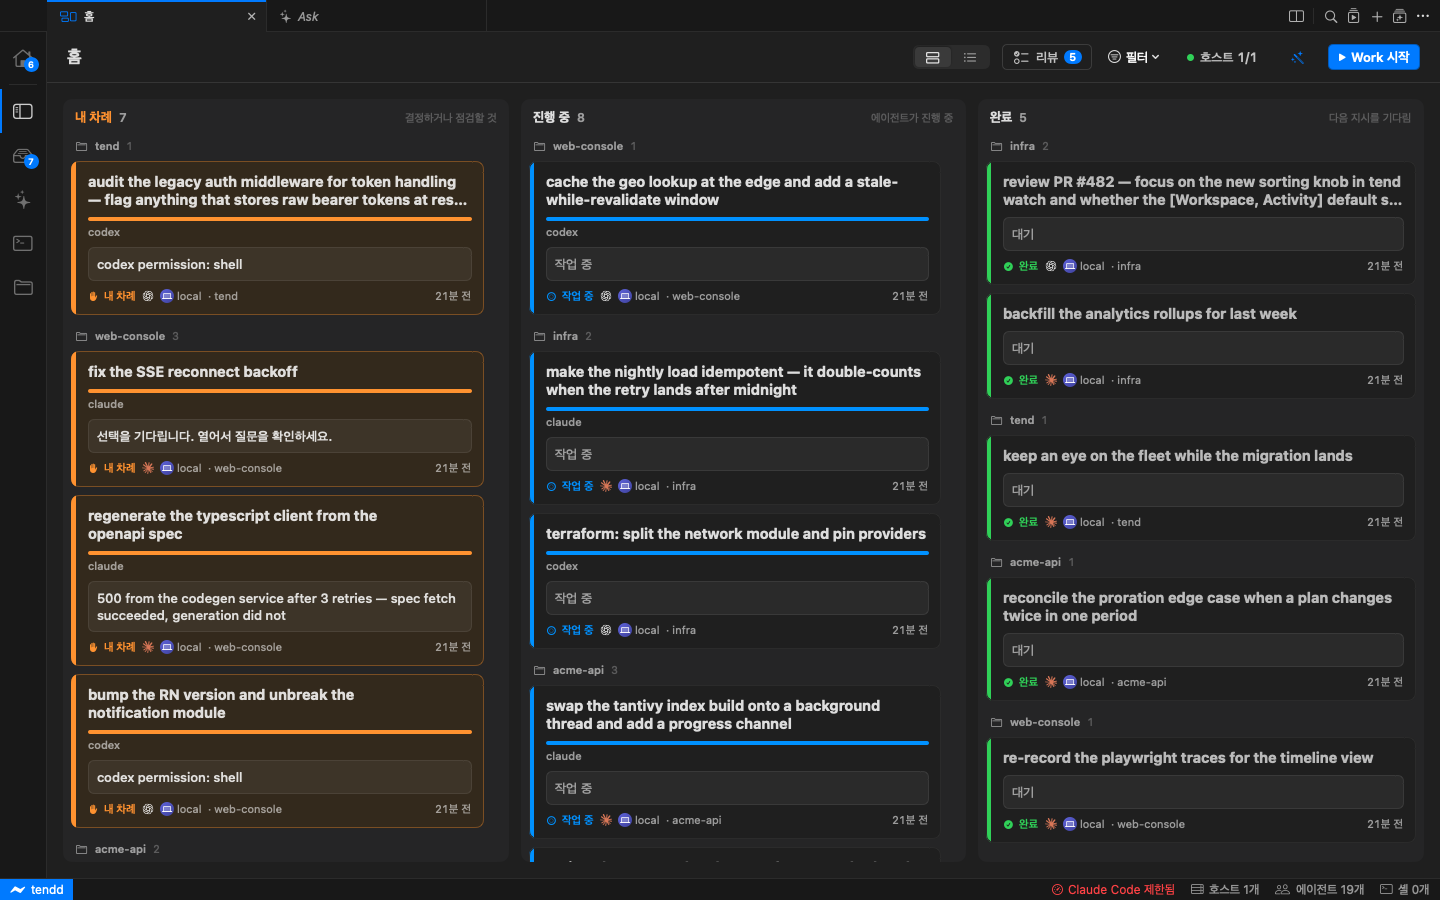 홈
Ask
6
7
홈
리뷰 5
필터
호스트 1/1
Work 시작
내 차례 7
결정하거나 점검할 것
tend 1
audit the legacy auth middleware for token handling
— flag anything that stores raw bearer tokens at res...
codex
codex permission: shell
내 차례 local · tend 21분 전
web-console 3
fix the SSE reconnect backoff
claude
선택을 기다립니다. 열어서 질문을 확인하세요.
내 차례 local · web-console 21분 전
regenerate the typescript client from the
openapi spec
claude
500 from the codegen service after 3 retries — spec fetch
succeeded, generation did not
내 차례 local · web-console 21분 전
bump the RN version and unbreak the
notification module
codex
codex permission: shell
내 차례 local · web-console 21분 전
acme-api 2
진행 중 8
에이전트가 진행 중
web-console 1
cache the geo lookup at the edge and add a stale-
while-revalidate window
codex
작업 중
작업 중 local · web-console 21분 전
infra 2
make the nightly load idempotent — it double-counts
when the retry lands after midnight
claude
작업 중
작업 중 local · infra 21분 전
terraform: split the network module and pin providers
codex
작업 중
작업 중 local · infra 21분 전
acme-api 3
swap the tantivy index build onto a background
thread and add a progress channel
claude
작업 중
작업 중 local · acme-api 21분 전
완료 5
다음 지시를 기다림
infra 2
review PR #482 — focus on the new sorting knob in tend
watch and whether the [Workspace, Activity] default s...
대기
완료 local · infra 21분 전
backfill the analytics rollups for last week
대기
완료 local · infra 21분 전
tend 1
keep an eye on the fleet while the migration lands
대기
완료 local · tend 21분 전
acme-api 1
reconcile the proration edge case when a plan changes
twice in one period
대기
완료 local · acme-api 21분 전
web-console 1
re-record the playwright traces for the timeline view
대기
완료 local · web-console 21분 전
tendd
Claude Code 제한됨
호스트 1개
에이전트 19개
셸 0개